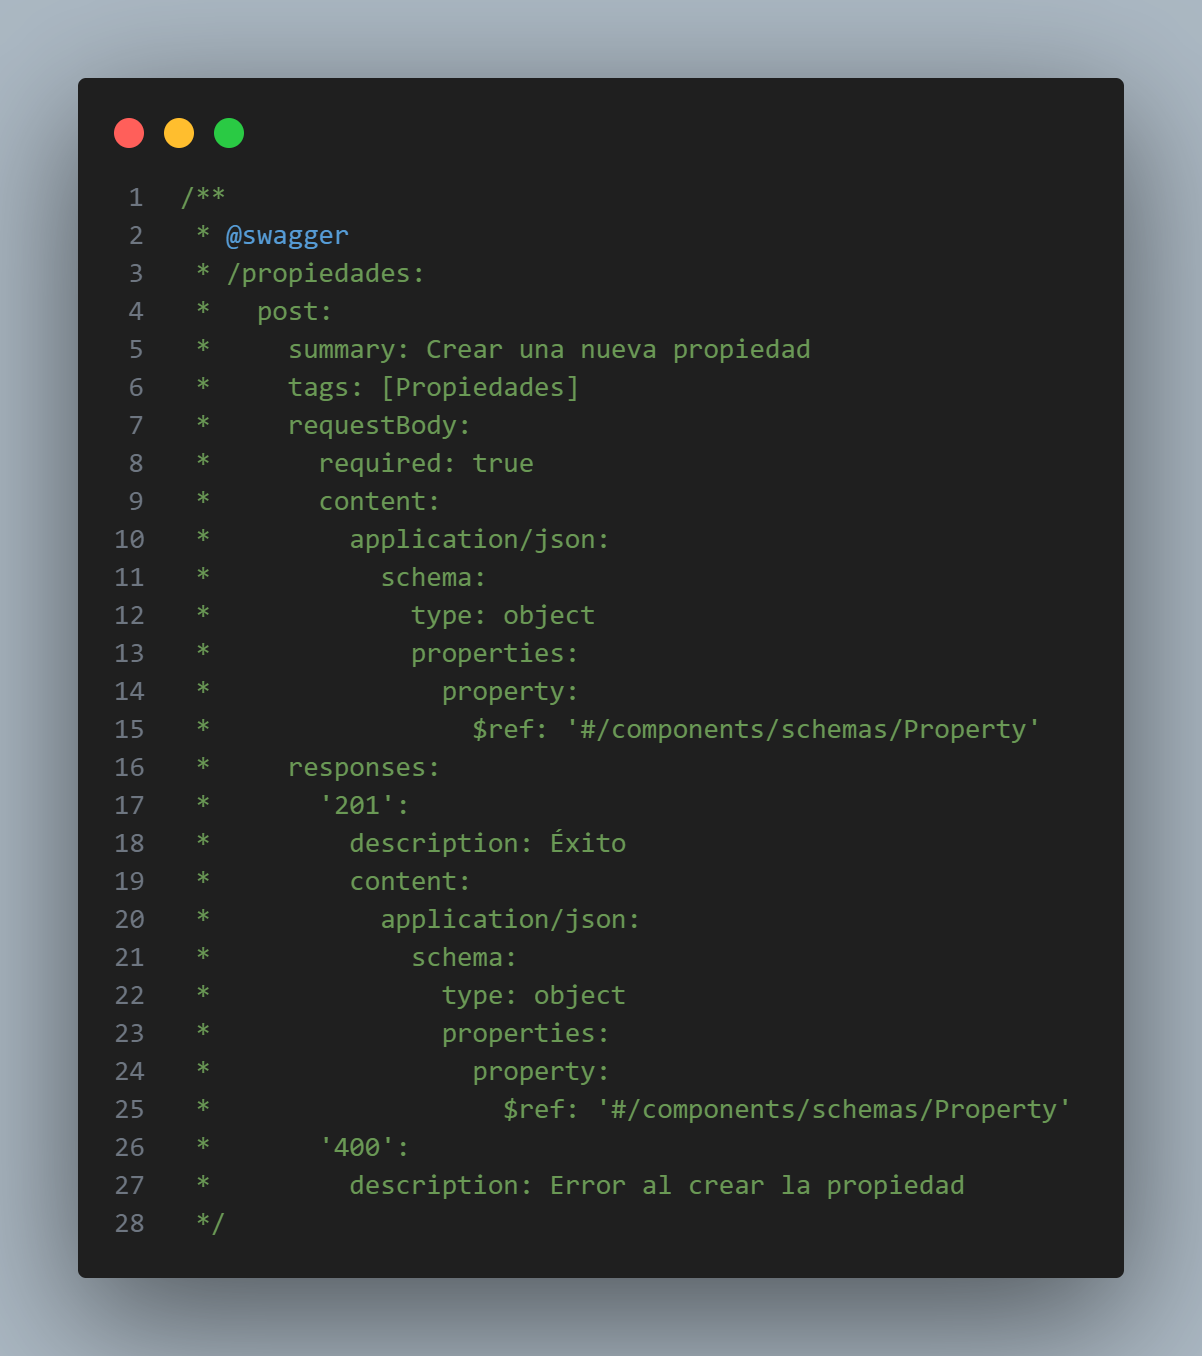 1 /**
2  * @swagger
3  * /propiedades:
4  *   post:
5  *     summary: Crear una nueva propiedad
6  *     tags: [Propiedades]
7  *     requestBody:
8  *       required: true
9  *       content:
10  *         application/json:
11  *           schema:
12  *             type: object
13  *             properties:
14  *               property:
15  *                 $ref: '#/components/schemas/Property'
16  *     responses:
17  *       '201':
18  *         description: Éxito
19  *         content:
20  *           application/json:
21  *             schema:
22  *               type: object
23  *               properties:
24  *                 property:
25  *                   $ref: '#/components/schemas/Property'
26  *       '400':
27  *         description: Error al crear la propiedad
28  */